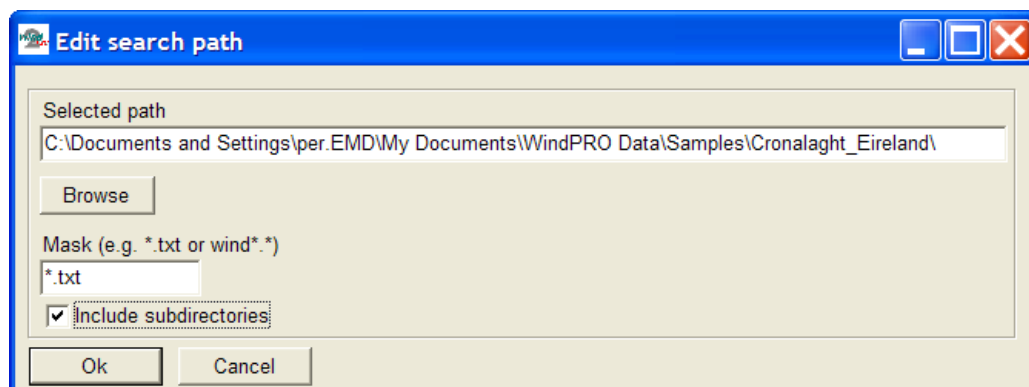 Edit search path
Selected path
C:\Documents and Settings\per.EMD\My Documents\WindPRO Data\Samples\Cronalaght_Eireland\
Browse
Mask (e.g. *.txt or wind*.*)
*.txt
Include subdirectories
Ok Cancel